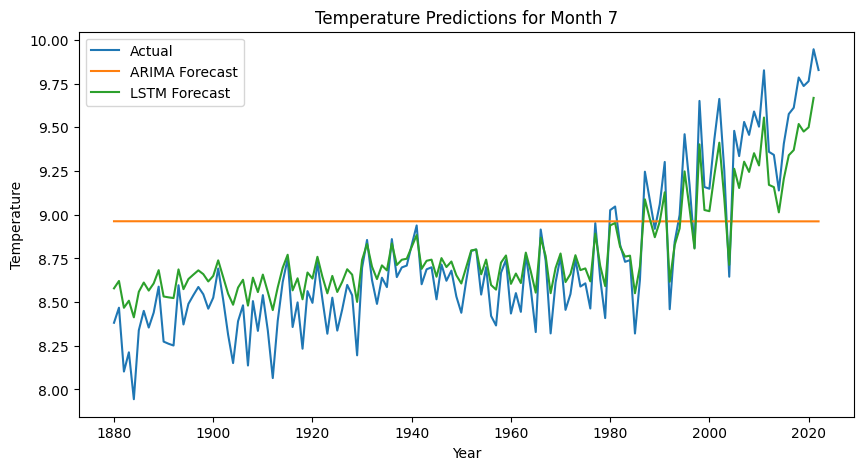 Temperature Predictions for Month 7
Actual
ARIMA Forecast
LSTM Forecast
Temperature
10.00
9.75
9.50
9.25
9.00
8.75
8.50
8.25
8.00
1880 1900 1920 1940 1960 1980 2000 2020
Year